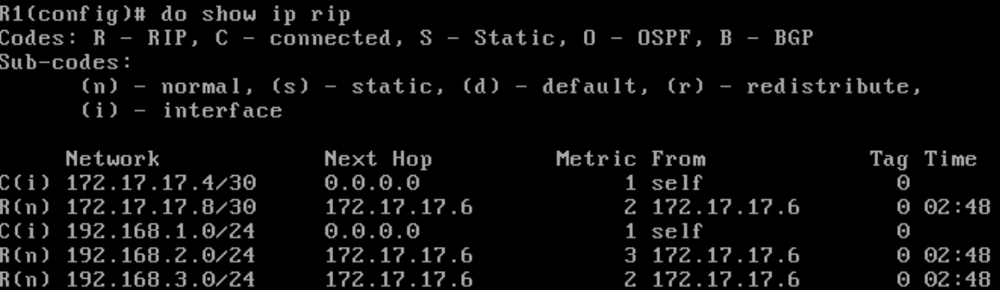 R1(config)# do show ip rip
Codes: R - RIP, C - connected, S - Static, O - OSPF, B - BGP
Sub-codes:
      (n) - normal, (s) - static, (d) - default, (r) - redistribute,
      (i) - interface

     Network            Next Hop         Metric From            Tag Time
C(i) 172.17.17.4/30     0.0.0.0               1 self              0
R(n) 172.17.17.8/30     172.17.17.6           2 172.17.17.6       0 02:48
C(i) 192.168.1.0/24     0.0.0.0               1 self              0
R(n) 192.168.2.0/24     172.17.17.6           3 172.17.17.6       0 02:48
R(n) 192.168.3.0/24     172.17.17.6           2 172.17.17.6       0 02:48